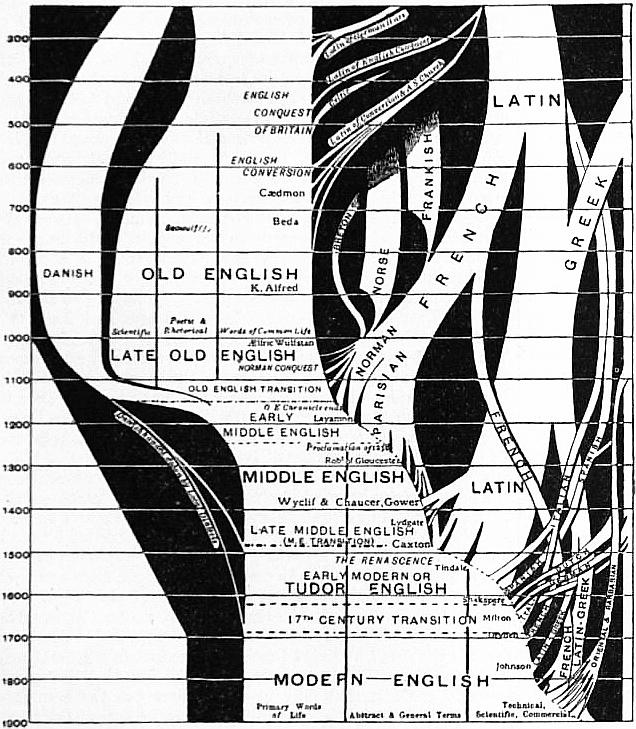 300
400
500
600
700
800
900
1000
1100
1200
1300
1400
1500
1600
1700
1800
1900
Latin of German Wars
Latin of English Conquest
Celtic
Latin of Conversion & A S Church
LATIN
ENGLISH
CONQUEST
OF BRITAIN
ENGLISH
CONVERSION
Cædmon
Beda
Beowulf
BRETON
NORSE
FRANKISH
FRENCH
GREEK
DANISH
OLD ENGLISH
K. Alfred
Scientific
Poetic &
Rhetorical
Words of Common Life
Ælfric Wulfstan
LATE OLD ENGLISH
NORMAN CONQUEST
NORMAN
PARISIAN
OLD ENGLISH TRANSITION
O.E. Chronicle ends
EARLY
Layamon
MIDDLE ENGLISH
Proclamation of 1258
Robt of Gloucester
MIDDLE ENGLISH
Wyclif & Chaucer, Gower
Lydgate
LATE MIDDLE ENGLISH
(M.E. TRANSITION)
Caxton
FRENCH
LATIN
ITALIAN
SPANISH
THE RENASCENCE
Tindale
EARLY MODERN OR
TUDOR ENGLISH
Shakspere
17TH CENTURY TRANSITION
Milton
Dryden
Johnson
MODERN ENGLISH
FRENCH
LATIN-GREEK
ORIENTAL & BARBARIAN
Primary Words
of Life
Abstract & General Terms
Technical,
Scientific, Commercial